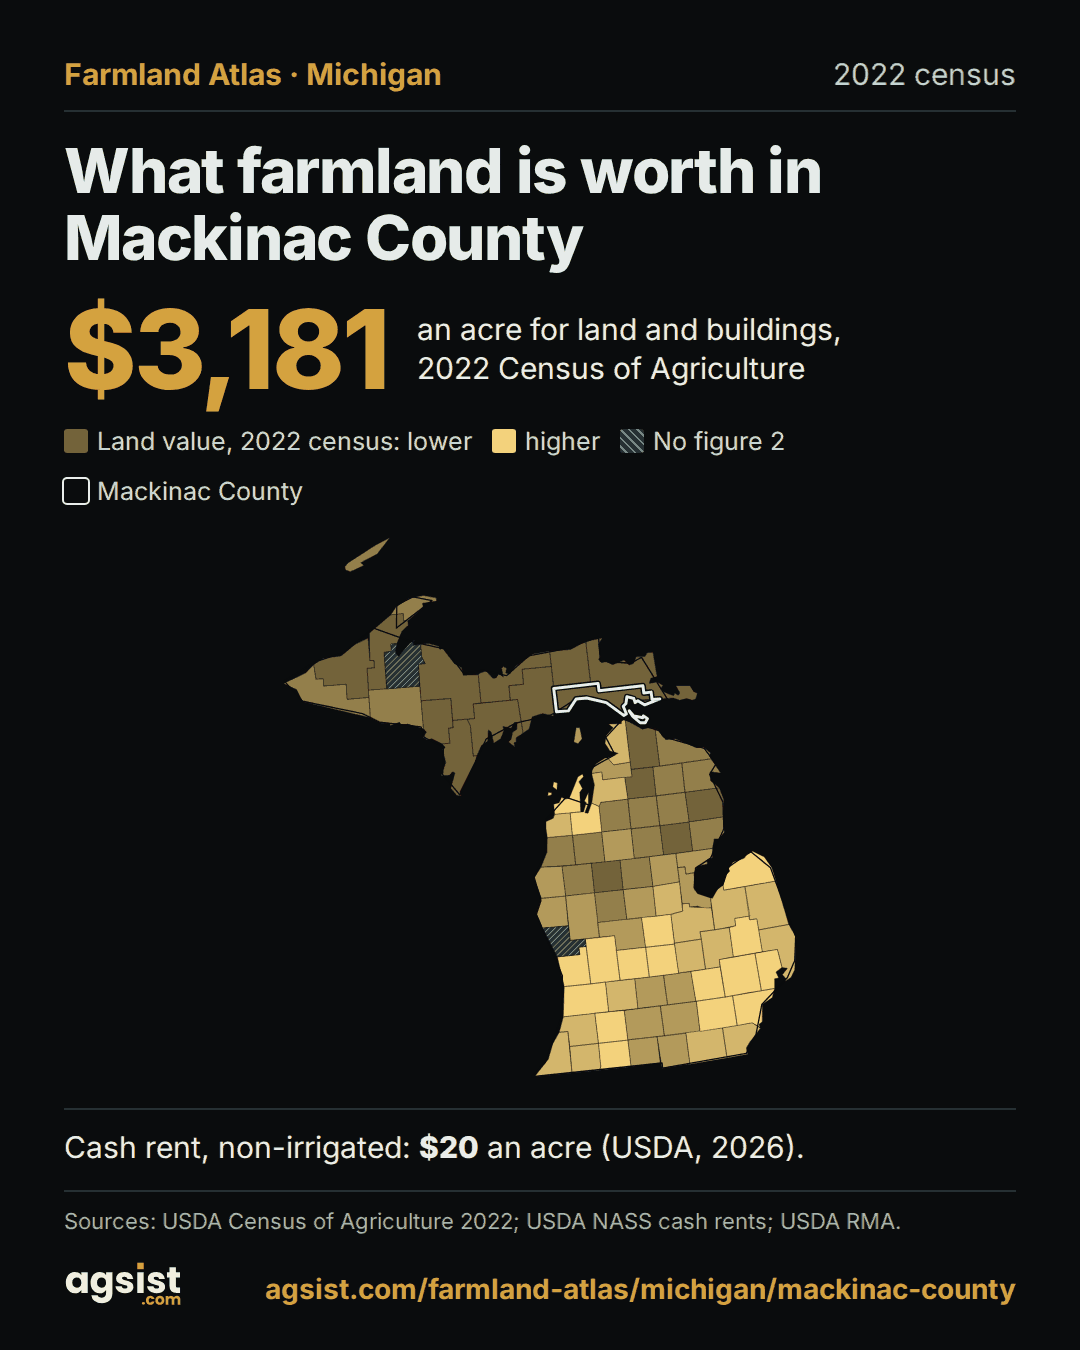 Farmland Atlas · Michigan
2022 census
What farmland is worth in
Mackinac County
$3,181
an acre for land and buildings,
2022 Census of Agriculture
Land value, 2022 census: lower
higher
No figure 2
Mackinac County
Cash rent, non-irrigated: $20 an acre (USDA, 2026).
Sources: USDA Census of Agriculture 2022; USDA NASS cash rents; USDA RMA.
agsist
.com
agsist.com/farmland-atlas/michigan/mackinac-county